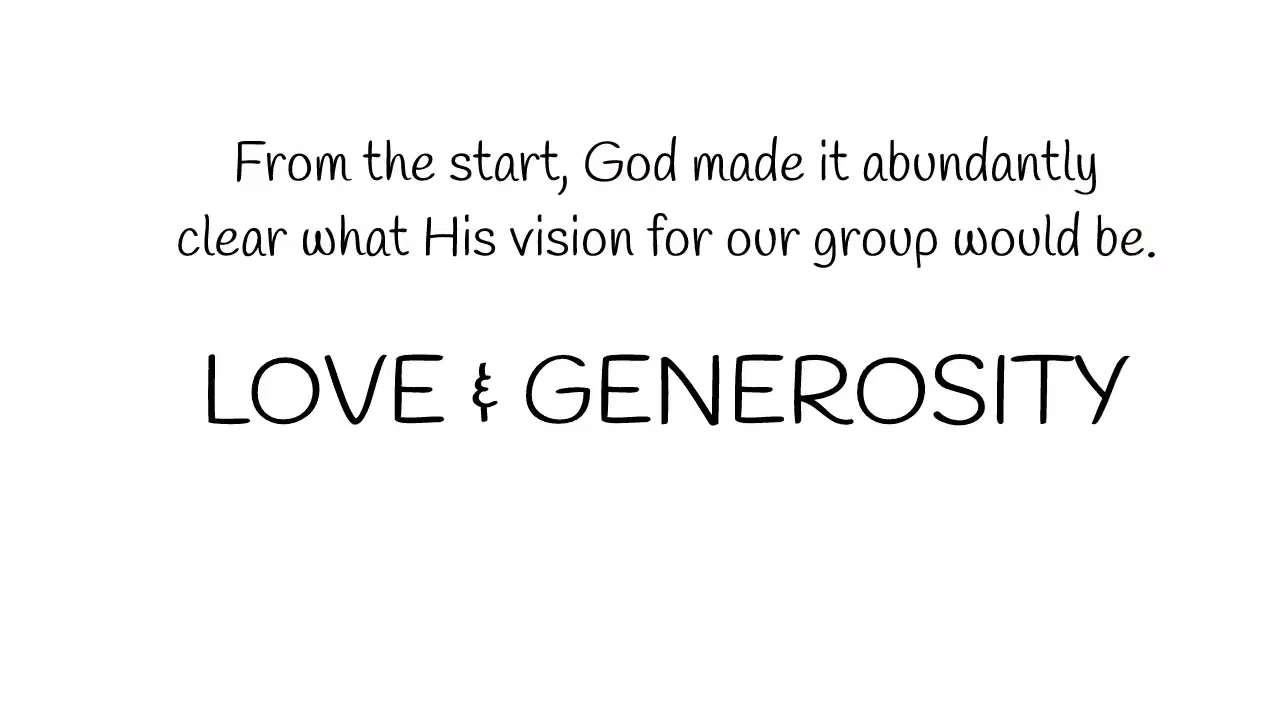 From the start, God made it abundantly
clear what His vision for our group would be.
LOVE & GENEROSITY